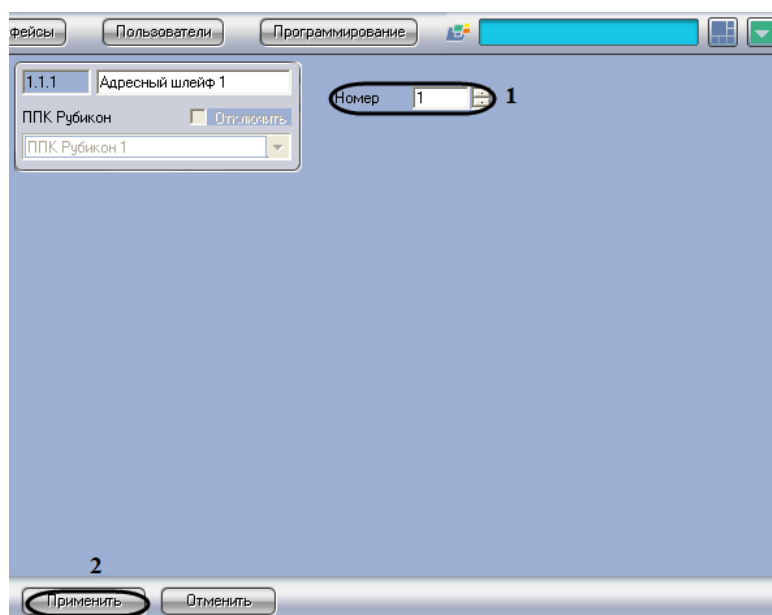 фейсы Пользователи Программирование
1.1.1 Адресный шлейф 1
Номер 1 1
ППК Рубикон Отключить
ППК Рубикон 1
2
Применить Отменить